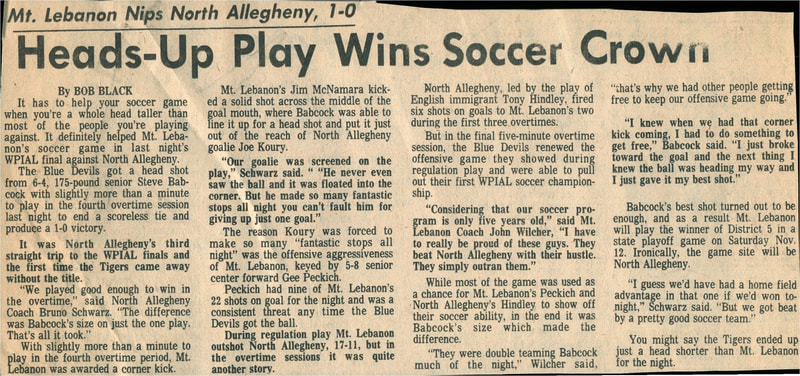 Mt. Lebanon Nips North Allegheny, 1-0
Heads-Up Play Wins Soccer Crown
By BOB BLACK
It has to help your soccer game
when you're a whole head taller than
most of the people you're playing
against. It definitely helped Mt. Leba-
non's soccer game in last night's
WPIAL final against North Allegheny.
The Blue Devils got a head shot
from 6-4, 175-pound senior Steve Bab-
cock with slightly more than a minute
to play in the fourth overtime session
last night to end a scoreless tie and
produce a 1-0 victory.
It was North Allegheny's third
straight trip to the WPIAL finals and
the first time the Tigers came away
without the title.
"We played good enough to win in
the overtime," said North Allegheny
Coach Bruno Schwarz. "The difference
was Babcock's size on just the one play.
That's all it took."
With slightly more than a minute to
play in the fourth overtime period, Mt.
Lebanon was awarded a corner kick.
Mt. Lebanon's Jim McNamara kick-
ed a solid shot across the middle of the
goal mouth, where Babcock was able to
line it up for a head shot and put it just
out of the reach of North Allegheny
goalie Joe Koury.
"Our goalie was screened on the
play," Schwarz said. " "He never even
saw the ball and it was floated into the
corner. But he made so many fantastic
stops all night you can't fault him for
giving up just one goal."
The reason Koury was forced to
make so many "fantastic stops all
night" was the offensive aggressivness
of Mt. Lebanon, keyed by 5-8 senior
center forward Gee Peckich.
Peckich had nine of Mt. Lebanon's
22 shots on goal for the night and was a
consistent threat any time the Blue
Devils got the ball.
During regulation play Mt. Lebanon
outshot North Allegheny, 17-11, but in
the overtime sessions it was quite
another story.
North Allegheny, led by the play of
English immigrant Tony Hindley, fired
six shots on goals to Mt. Lebanon's two
during the first three overtimes.
But in the final five-minute overtime
session, the Blue Devils renewed the
offensive game they showed during
regulation play and were able to pull
out their first WPIAL soccer champion-
ship.
"Considering that our soccer pro-
gram is only five years old," said Mt.
Lebanon Coach John Wilcher, "I have
to really be proud of these guys. They
beat North Allegheny with their hustle.
They simply outran them."
While most of the game was used as
a chance for Mt. Lebanon's Peckich and
North Allegheny's Hindley to show off
their soccer ability, in the end it was
Babcock's size which made the
difference.
"They were double teaming Babcock
much of the night," Wilcher said,
"that's why we had other people getting
free to keep our offensive game going."
"I knew when we had that corner
kick coming, I had to do something to
get free," Babcock said. "I just broke
toward the goal and the next thing I
knew the ball was heading my way and
I just gave it my best shot."
Babcock's best shot turned out to be
enough, and as a result Mt. Lebanon
will play the winner of District 5 in a
state playoff game on Saturday Nov.
12. Ironically, the game site will be
North Allegheny.
"I guess we'd have had a home field
advantage in that one if we'd won to-
night," Schwarz said. "But we got beat
by a pretty good soccer team."
You might say the Tigers ended up
just a head shorter than Mt. Lebanon
for the night.